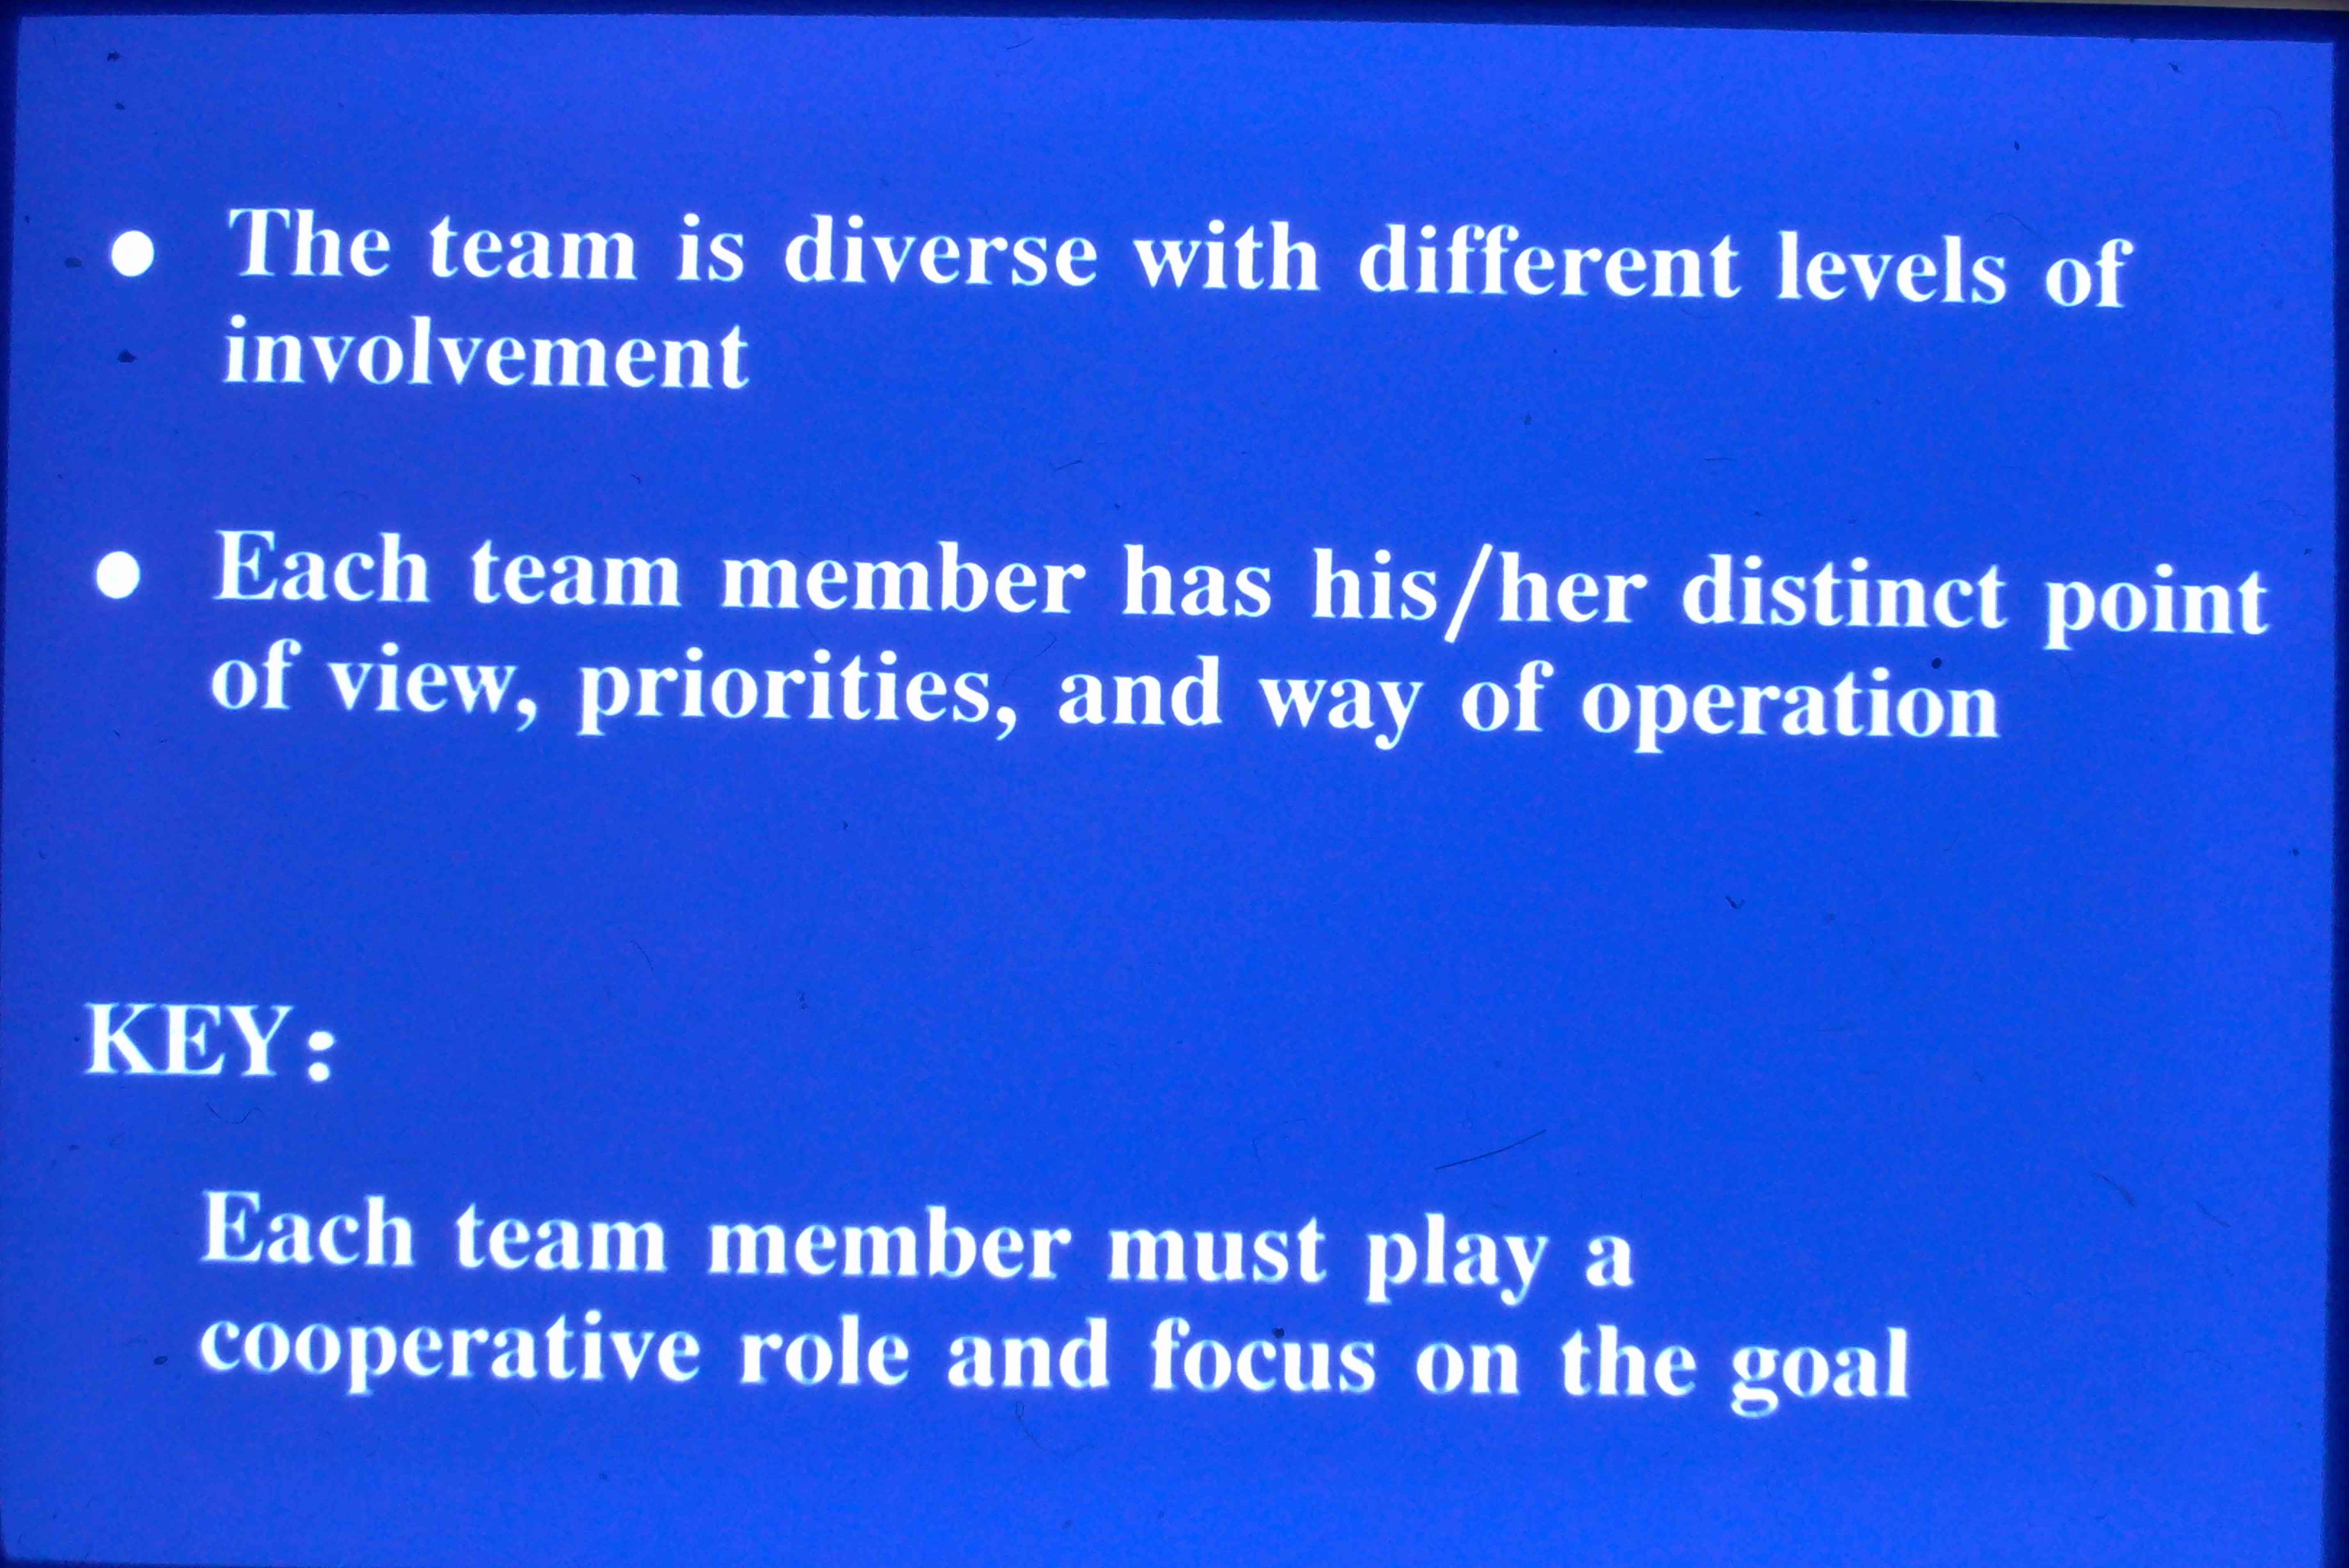 ● The team is diverse with different levels of
involvement
● Each team member has his/her distinct point
of view, priorities, and way of operation
KEY:
Each team member must play a
cooperative role and focus on the goal